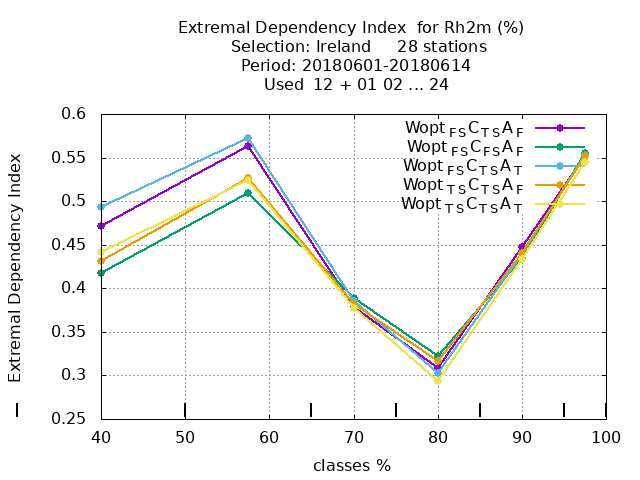 Extremal Dependency Index  for Rh2m (%)
Selection: Ireland     28 stations
Period: 20180601-20180614
Used  12 + 01 02 ... 24
0.6
0.55
0.5
0.45
0.4
0.35
0.3
0.25
Extremal Dependency Index
Wopt FS C TS A F
Wopt FS C FS A F
Wopt FS C TS A T
Wopt TS C TS A F
Wopt TS C TS A T
40 50 60 70 80 90 100
classes %